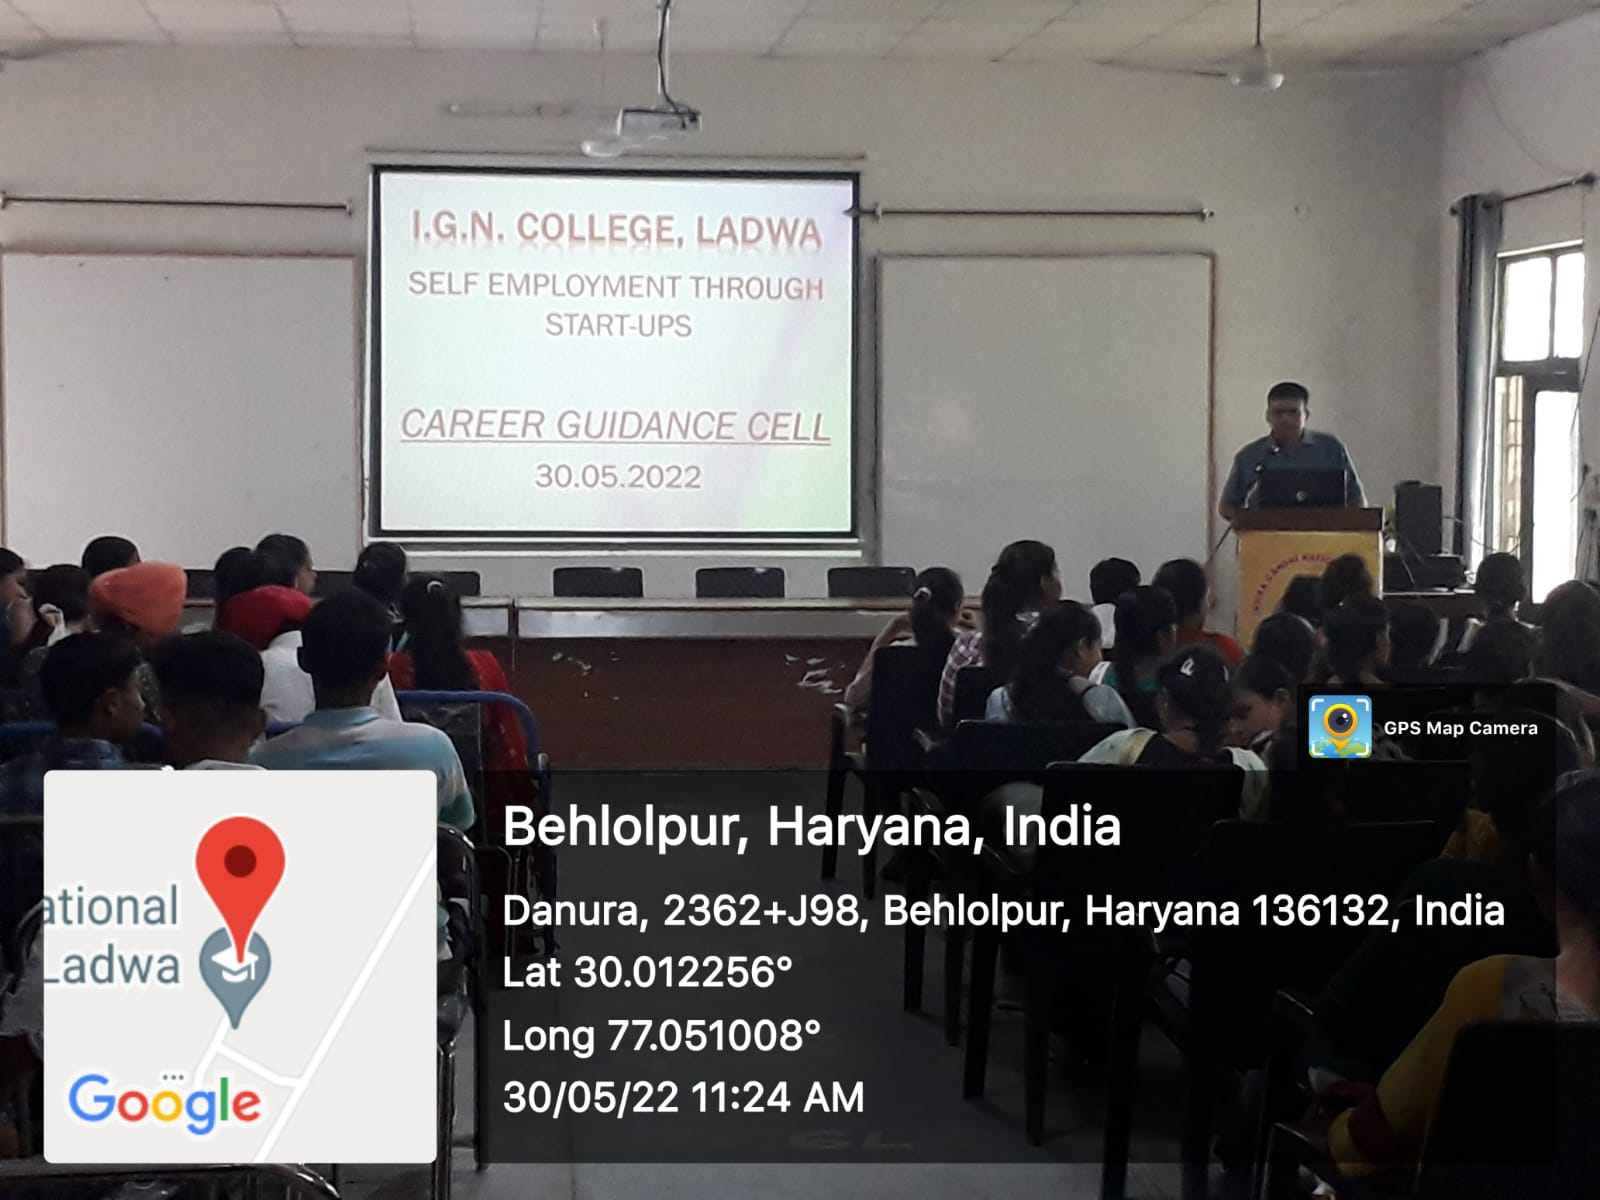 I.G.N. COLLEGE, LADWA
SELF EMPLOYMENT THROUGH
START-UPS
CAREER GUIDANCE CELL
30.05.2022
GPS Map Camera
Behlolpur, Haryana, India
Danura, 2362+J98, Behlolpur, Haryana 136132, India
Lat 30.012256°
Long 77.051008°
30/05/22 11:24 AM
ational
Ladwa
Google